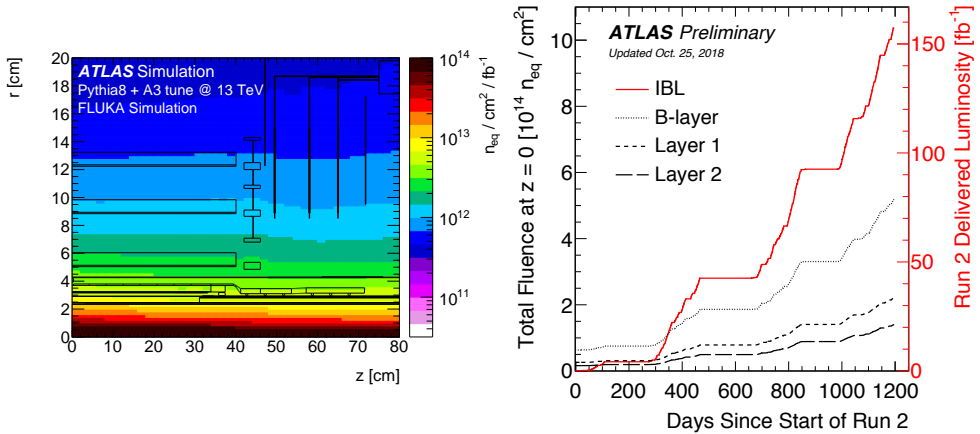 r [cm]
20
18
16
14
12
10
8
6
4
2
0
ATLAS Simulation
Pythia8 + A3 tune @ 13 TeV
FLUKA Simulation
0 10 20 30 40 50 60 70 80
z [cm]
10^14
10^13
10^12
10^11
n_eq / cm^2 / fb^-1
Total Fluence at z = 0 [10^14 n_eq / cm^2]
10
8
6
4
2
0
ATLAS Preliminary
Updated Oct. 25, 2018
IBL
B-layer
Layer 1
Layer 2
0 200 400 600 800 1000 1200
Days Since Start of Run 2
150
100
50
0
Run 2 Delivered Luminosity [fb^-1]